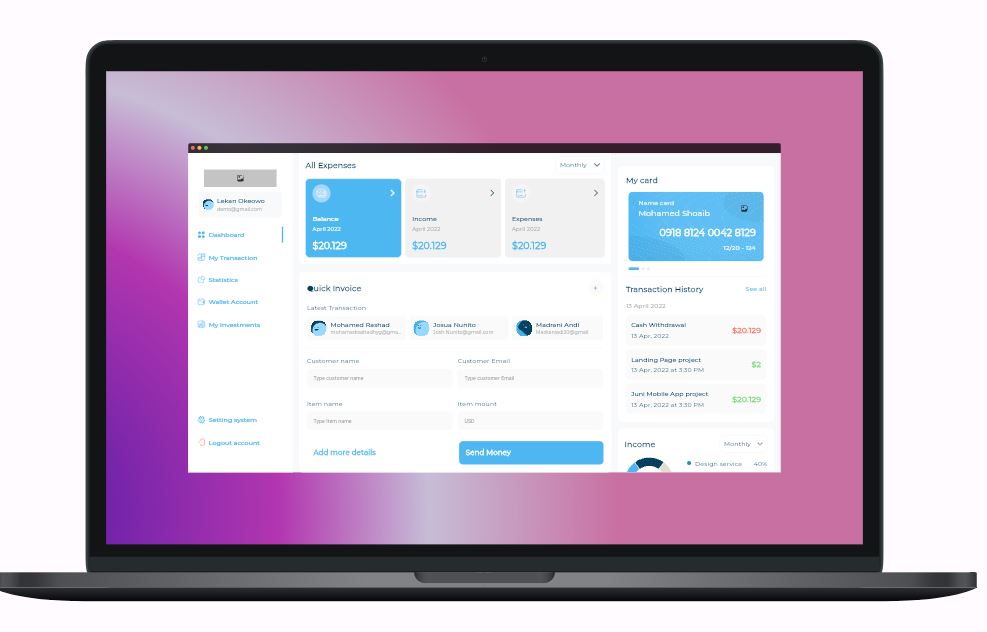 Lekan Okeowo
demo@gmail.com
Dashboard
My Transaction
Statistics
Wallet Account
My Investments
Setting system
Logout account
All Expenses
Monthly
Balance
April 2022
$20.129
Income
April 2022
$20.129
Expenses
April 2022
$20.129
Quick Invoice
+
Latest Transaction
Mohamed Rashad
Josua Nunito
Josh.Nunito@gmail.com
Madrani Andi
Customer name
Customer Email
Type customer name
Type customer Email
Item name
Item mount
Type Item name
USD
Add more details
Send Money
My card
Name card
Mohamed Shoaib
0918 8124 0042 8129
12/20 - 124
Transaction History
See all
13 April 2022
Cash Withdrawal
13 Apr, 2022
$20.129
Landing Page project
13 Apr, 2022 at 3:30 PM
$2
Juni Mobile App project
13 Apr, 2022 at 3:30 PM
$20.129
Income
Monthly
Design service
40%